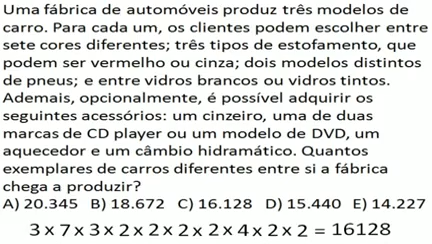 Uma fábrica de automóveis produz três modelos de
carro. Para cada um, os clientes podem escolher entre
sete cores diferentes; três tipos de estofamento, que
podem ser vermelho ou cinza; dois modelos distintos
de pneus; e entre vidros brancos ou vidros tintos.
Ademais, opcionalmente, é possível adquirir os
seguintes acessórios: um cinzeiro, uma de duas
marcas de CD player ou um modelo de DVD, um
aquecedor e um câmbio hidramático. Quantos
exemplares de carros diferentes entre si a fábrica
chega a produzir?
A) 20.345 B) 18.672 C) 16.128 D) 15.440 E) 14.227
3 x 7 x 3 x 2 x 2 x 2 x 2 x 4 x 2 x 2 = 16128